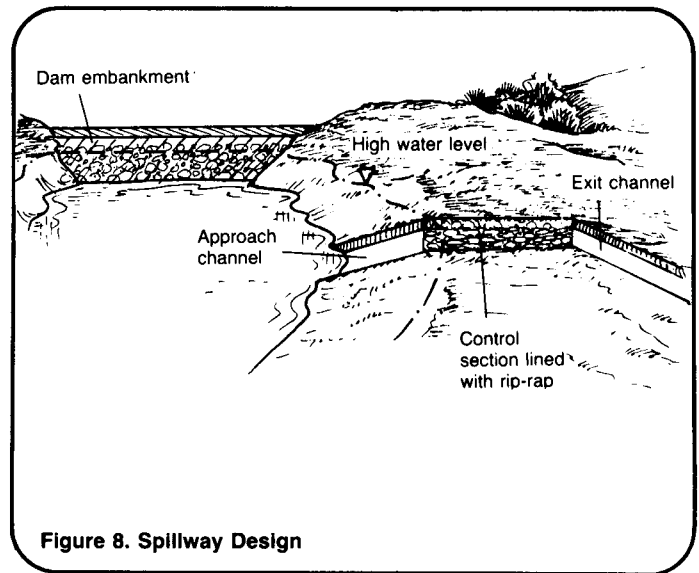 Dam embankment
High water level
Exit channel
Approach
channel
Control
section lined
with rip-rap
Figure 8. Spillway Design